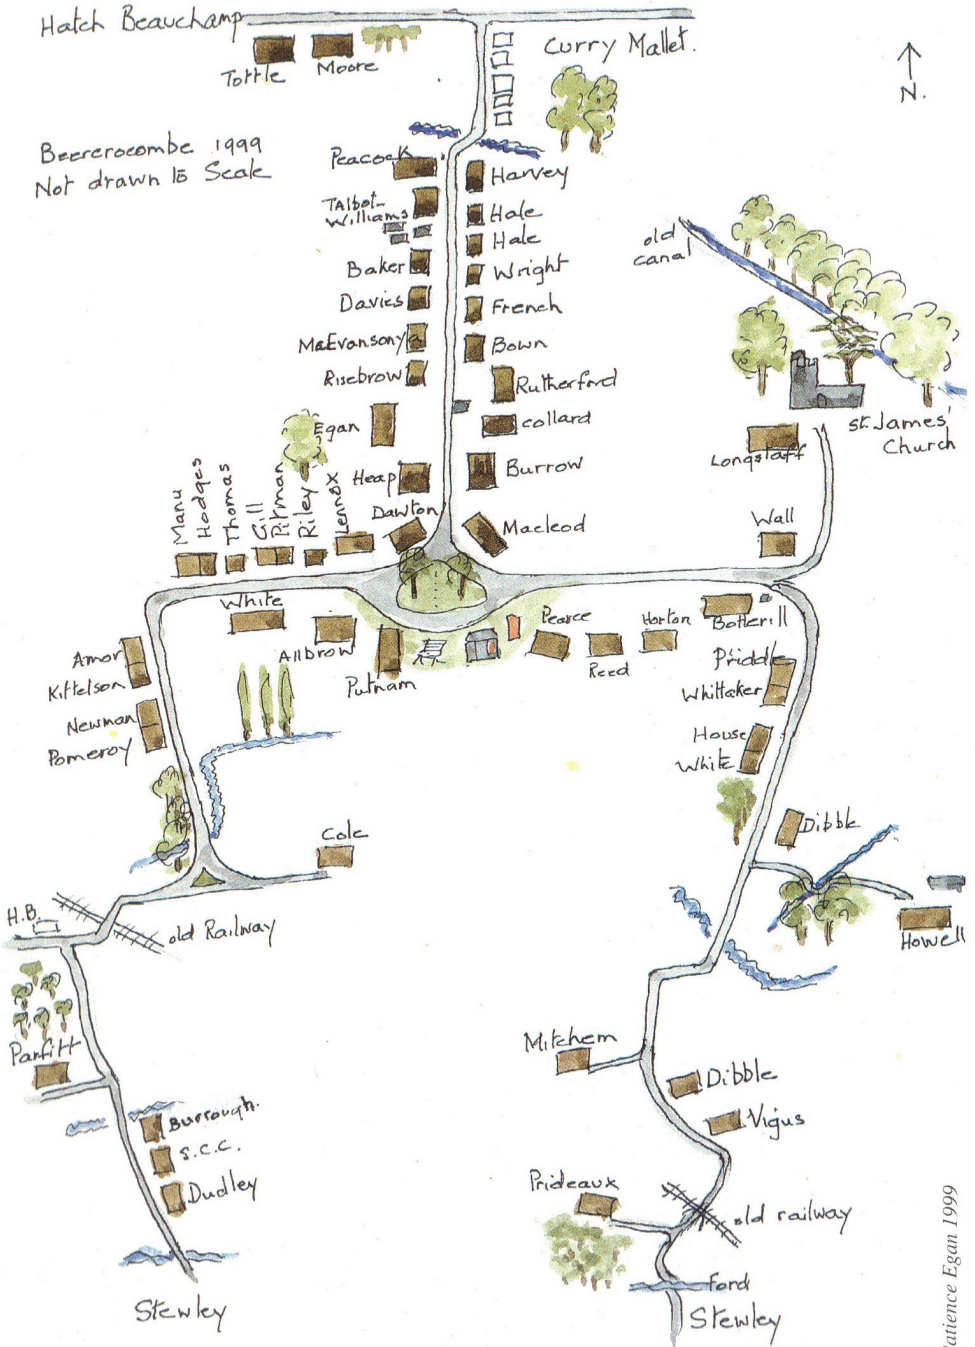 Hatch Beauchamp
Curry Mallet.
Tottle
Moore
N.
Beercrocombe 1999
Not drawn to Scale
Peacock
Harvey
Talbot-
Williams
Hale
Hale
old
canal
Baker
Wright
Davies
French
McEvansony
Bown
Risebrow
Rutherford
Egan
Collard
St. James'
Church
Longstaff
Heap
Burrow
Manu
Hodges
Thomas
Gill
Pitman
Riley
Lennox
Dawton
Macleod
Wall
White
Allbrow
Putnam
Pearce
Reed
Horton
Botterill
Amor
Kittelson
Priddle
Whittaker
Newman
Pomeroy
House
White
Cole
Dibble
H.B.
old Railway
Howell
Parfitt
Mitchem
Dibble
Vigus
Burrough.
S.C.C.
Dudley
Prideaux
old railway
Ford
Stewley
Stewley
Patience Egan 1999